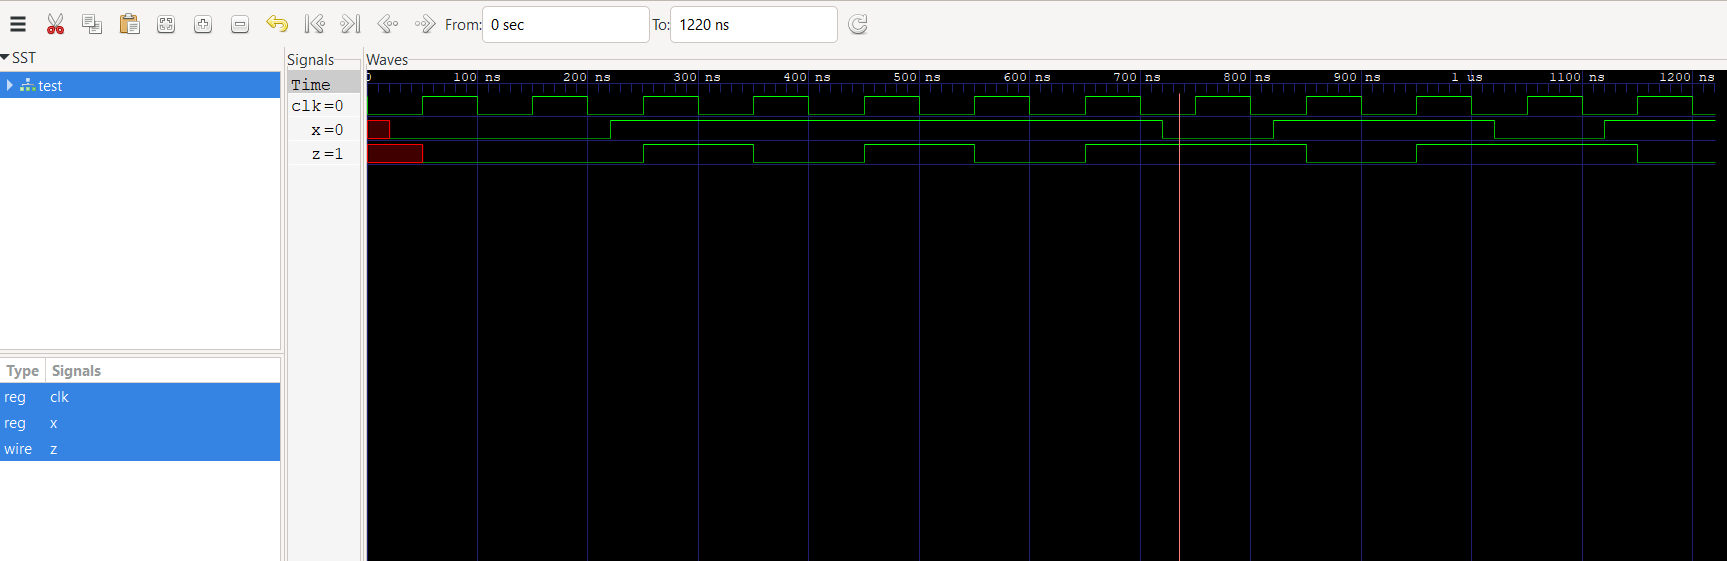 From: 0 sec To: 1220 ns
SST
test
Type Signals
reg clk
reg x
wire z
Signals
Time
clk=0
x=0
z=1
Waves
0 100 ns 200 ns 300 ns 400 ns 500 ns 600 ns 700 ns 800 ns 900 ns 1 us 1100 ns 1200 ns